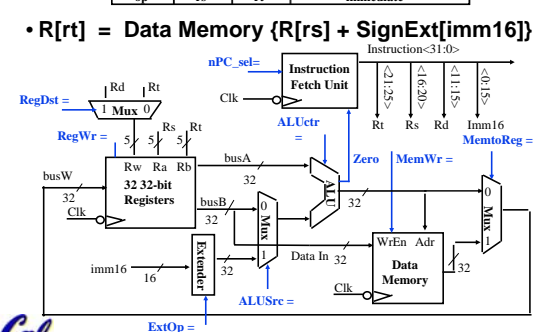 op rs rt immediate
• R[rt] = Data Memory {R[rs] + SignExt[imm16]}
Instruction<31:0>
nPC_sel=
Instruction
Fetch Unit
Clk
<21:25>
<16:20>
<11:15>
<0:15>
Rt Rs Rd Imm16
Rd Rt
RegDst =
1 Mux 0
RegWr =
5 5 Rs 5 Rt
Rw Ra Rb
32 32-bit
Registers
busW
32
Clk
busA
32
busB
32
ALUctr
=
ALU
Zero
32
MemWr =
MemtoReg =
0
Mux
1
0
Mux
1
imm16
16
Extender
32
ExtOp =
ALUSrc =
Data In 32
WrEn Adr
Data
Memory
Clk
32
Cal